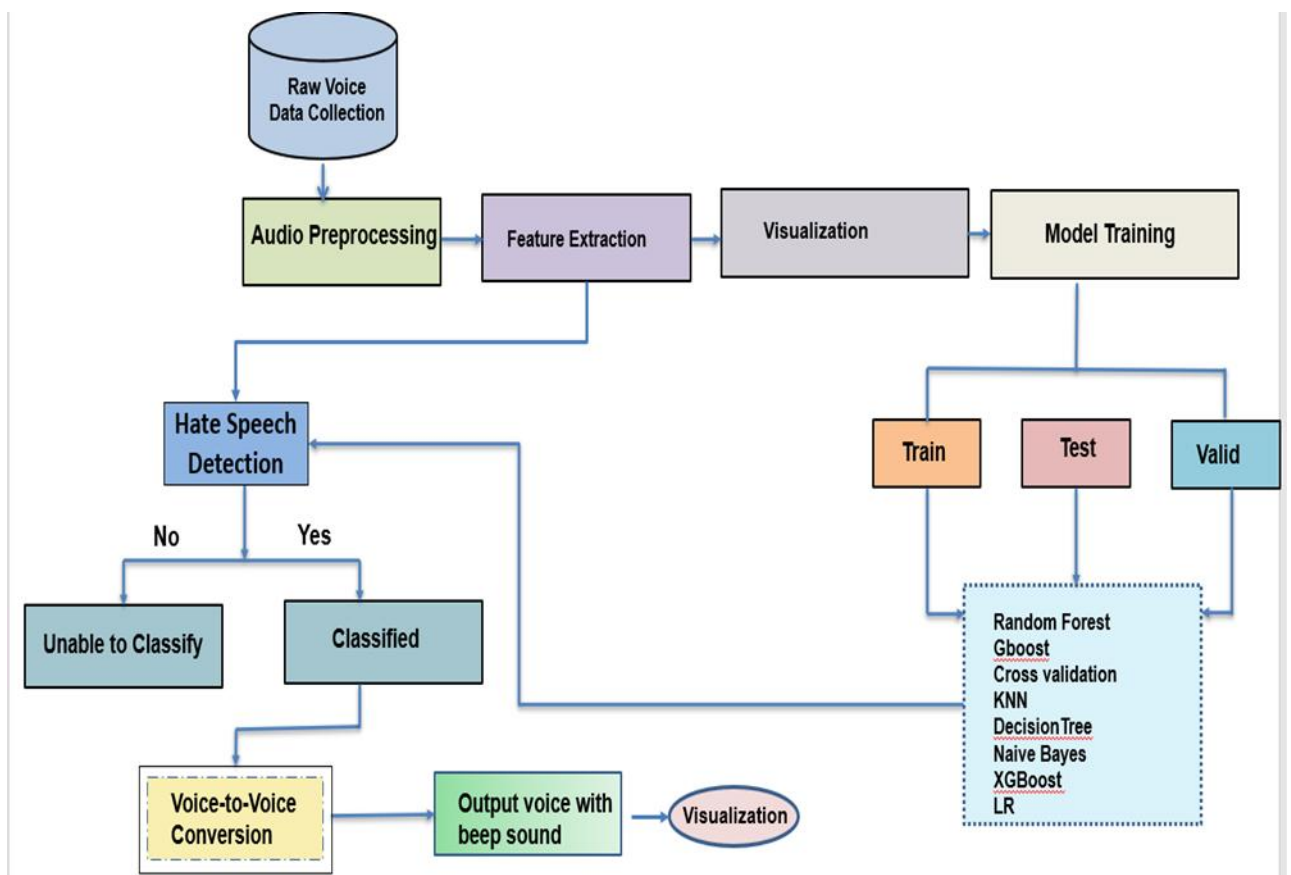 Raw Voice
Data Collection
Audio Preprocessing
Feature Extraction
Visualization
Model Training
Hate Speech
Detection
Train
Test
Valid
No
Yes
Unable to Classify
Classified
Random Forest
Gboost
Cross validation
KNN
DecisionTree
Naive Bayes
XGBoost
LR
Voice-to-Voice
Conversion
Output voice with
beep sound
Visualization